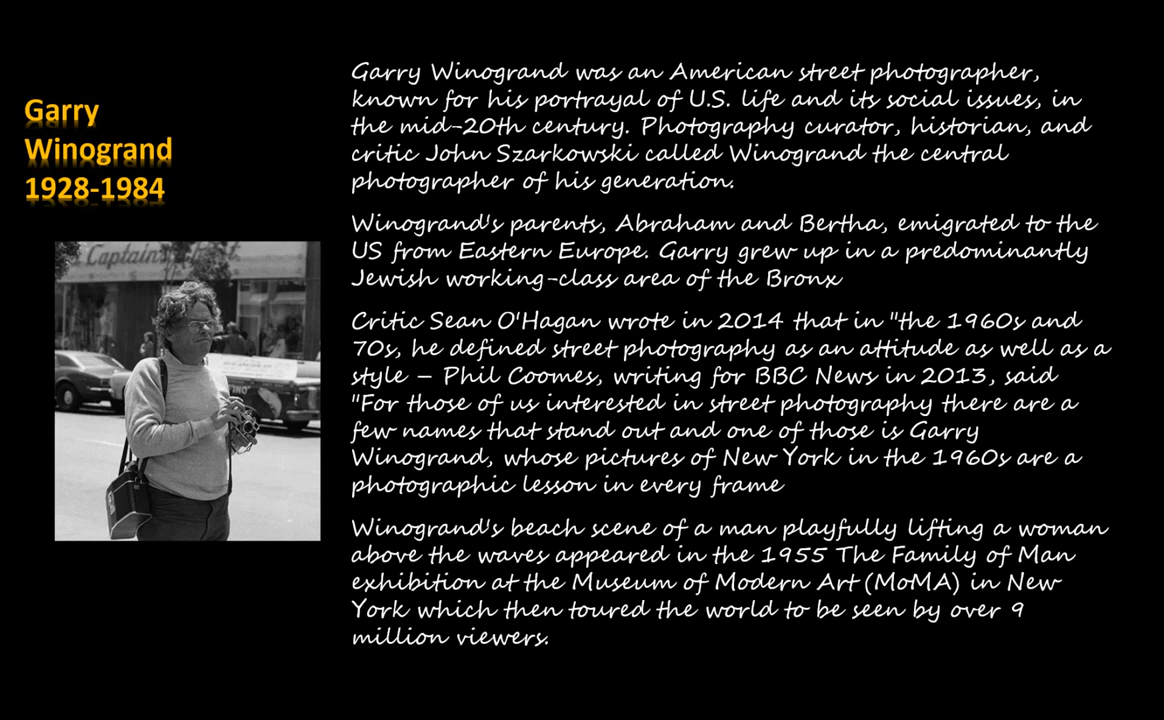 Garry
Winogrand
1928-1984
Garry Winogrand was an American street photographer,
known for his portrayal of U.S. life and its social issues, in
the mid-20th century. Photography curator, historian, and
critic John Szarkowski called Winogrand the central
photographer of his generation.
Winogrand's parents, Abraham and Bertha, emigrated to the
US from Eastern Europe. Garry grew up in a predominantly
Jewish working-class area of the Bronx
Critic Sean O'Hagan wrote in 2014 that in "the 1960s and
70s, he defined street photography as an attitude as well as a
style – Phil Coomes, writing for BBC News in 2013, said
"For those of us interested in street photography there are a
few names that stand out and one of those is Garry
Winogrand, whose pictures of New York in the 1960s are a
photographic lesson in every frame
Winogrand's beach scene of a man playfully lifting a woman
above the waves appeared in the 1955 The Family of Man
exhibition at the Museum of Modern Art (MoMA) in New
York which then toured the world to be seen by over 9
million viewers.
Captain's